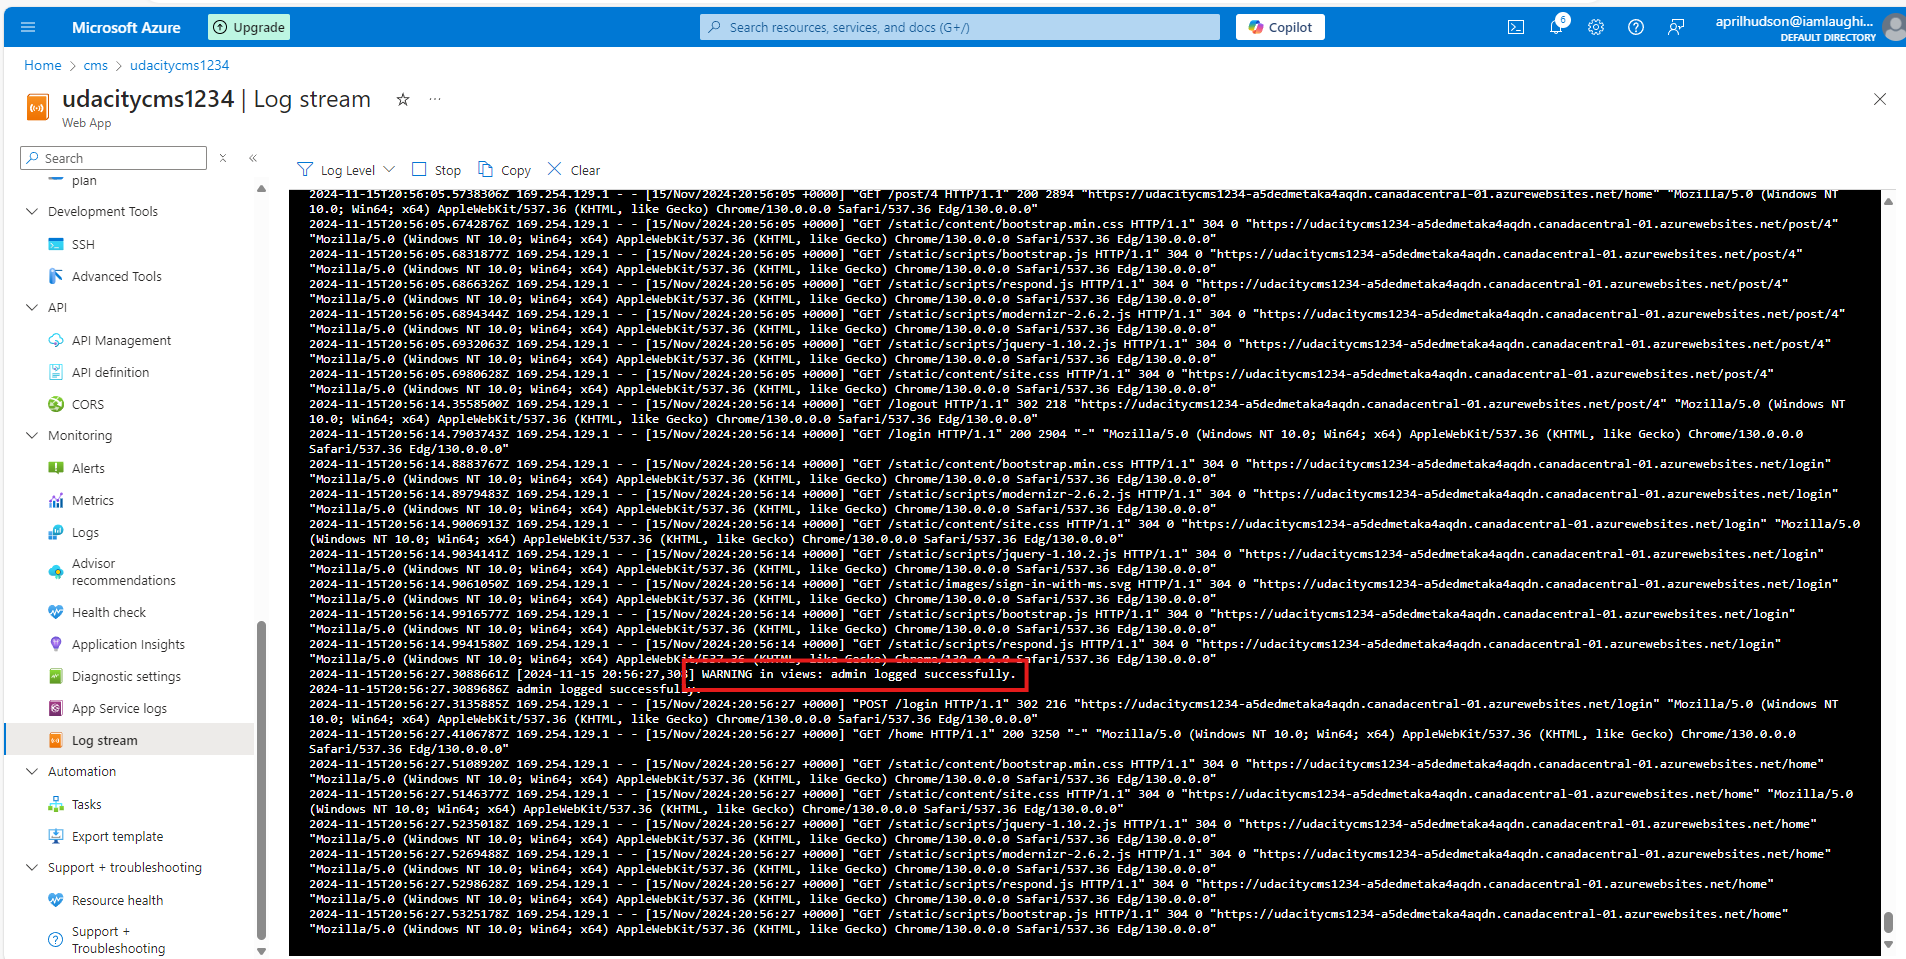 Microsoft Azure
Upgrade
Search resources, services, and docs (G+/)
Copilot
6
aprilhudson@iamlaughi...
DEFAULT DIRECTORY
Home > cms > udacitycms1234
udacitycms1234 | Log stream
Web App
Search
plan
Development Tools
SSH
Advanced Tools
API
API Management
API definition
CORS
Monitoring
Alerts
Metrics
Logs
Advisor
recommendations
Health check
Application Insights
Diagnostic settings
App Service logs
Log stream
Automation
Tasks
Export template
Support + troubleshooting
Resource health
Support +
Troubleshooting
Log Level
Stop
Copy
Clear
2024-11-15T20:56:05.5738306Z 169.254.129.1 - - [15/Nov/2024:20:56:05 +0000] "GET /post/4 HTTP/1.1" 200 2894 "https://udacitycms1234-a5dedmetaka4aqdn.canadacentral-01.azurewebsites.net/home" "Mozilla/5.0 (Windows NT
10.0; Win64; x64) AppleWebKit/537.36 (KHTML, like Gecko) Chrome/130.0.0.0 Safari/537.36 Edg/130.0.0.0"
2024-11-15T20:56:05.6742876Z 169.254.129.1 - - [15/Nov/2024:20:56:05 +0000] "GET /static/content/bootstrap.min.css HTTP/1.1" 304 0 "https://udacitycms1234-a5dedmetaka4aqdn.canadacentral-01.azurewebsites.net/post/4"
"Mozilla/5.0 (Windows NT 10.0; Win64; x64) AppleWebKit/537.36 (KHTML, like Gecko) Chrome/130.0.0.0 Safari/537.36 Edg/130.0.0.0"
2024-11-15T20:56:05.6831877Z 169.254.129.1 - - [15/Nov/2024:20:56:05 +0000] "GET /static/scripts/bootstrap.js HTTP/1.1" 304 0 "https://udacitycms1234-a5dedmetaka4aqdn.canadacentral-01.azurewebsites.net/post/4"
"Mozilla/5.0 (Windows NT 10.0; Win64; x64) AppleWebKit/537.36 (KHTML, like Gecko) Chrome/130.0.0.0 Safari/537.36 Edg/130.0.0.0"
2024-11-15T20:56:05.6866326Z 169.254.129.1 - - [15/Nov/2024:20:56:05 +0000] "GET /static/scripts/respond.js HTTP/1.1" 304 0 "https://udacitycms1234-a5dedmetaka4aqdn.canadacentral-01.azurewebsites.net/post/4"
"Mozilla/5.0 (Windows NT 10.0; Win64; x64) AppleWebKit/537.36 (KHTML, like Gecko) Chrome/130.0.0.0 Safari/537.36 Edg/130.0.0.0"
2024-11-15T20:56:05.6894344Z 169.254.129.1 - - [15/Nov/2024:20:56:05 +0000] "GET /static/scripts/modernizr-2.6.2.js HTTP/1.1" 304 0 "https://udacitycms1234-a5dedmetaka4aqdn.canadacentral-01.azurewebsites.net/post/4"
"Mozilla/5.0 (Windows NT 10.0; Win64; x64) AppleWebKit/537.36 (KHTML, like Gecko) Chrome/130.0.0.0 Safari/537.36 Edg/130.0.0.0"
2024-11-15T20:56:05.6932063Z 169.254.129.1 - - [15/Nov/2024:20:56:05 +0000] "GET /static/scripts/jquery-1.10.2.js HTTP/1.1" 304 0 "https://udacitycms1234-a5dedmetaka4aqdn.canadacentral-01.azurewebsites.net/post/4"
"Mozilla/5.0 (Windows NT 10.0; Win64; x64) AppleWebKit/537.36 (KHTML, like Gecko) Chrome/130.0.0.0 Safari/537.36 Edg/130.0.0.0"
2024-11-15T20:56:05.6980628Z 169.254.129.1 - - [15/Nov/2024:20:56:05 +0000] "GET /static/content/site.css HTTP/1.1" 304 0 "https://udacitycms1234-a5dedmetaka4aqdn.canadacentral-01.azurewebsites.net/post/4"
"Mozilla/5.0 (Windows NT 10.0; Win64; x64) AppleWebKit/537.36 (KHTML, like Gecko) Chrome/130.0.0.0 Safari/537.36 Edg/130.0.0.0"
2024-11-15T20:56:14.3558500Z 169.254.129.1 - - [15/Nov/2024:20:56:14 +0000] "GET /logout HTTP/1.1" 302 218 "https://udacitycms1234-a5dedmetaka4aqdn.canadacentral-01.azurewebsites.net/post/4" "Mozilla/5.0 (Windows NT
10.0; Win64; x64) AppleWebKit/537.36 (KHTML, like Gecko) Chrome/130.0.0.0 Safari/537.36 Edg/130.0.0.0"
2024-11-15T20:56:14.7903743Z 169.254.129.1 - - [15/Nov/2024:20:56:14 +0000] "GET /login HTTP/1.1" 200 2904 "-" "Mozilla/5.0 (Windows NT 10.0; Win64; x64) AppleWebKit/537.36 (KHTML, like Gecko) Chrome/130.0.0.0
Safari/537.36 Edg/130.0.0.0"
2024-11-15T20:56:14.8883767Z 169.254.129.1 - - [15/Nov/2024:20:56:14 +0000] "GET /static/content/bootstrap.min.css HTTP/1.1" 304 0 "https://udacitycms1234-a5dedmetaka4aqdn.canadacentral-01.azurewebsites.net/login"
"Mozilla/5.0 (Windows NT 10.0; Win64; x64) AppleWebKit/537.36 (KHTML, like Gecko) Chrome/130.0.0.0 Safari/537.36 Edg/130.0.0.0"
2024-11-15T20:56:14.8979483Z 169.254.129.1 - - [15/Nov/2024:20:56:14 +0000] "GET /static/scripts/modernizr-2.6.2.js HTTP/1.1" 304 0 "https://udacitycms1234-a5dedmetaka4aqdn.canadacentral-01.azurewebsites.net/login"
"Mozilla/5.0 (Windows NT 10.0; Win64; x64) AppleWebKit/537.36 (KHTML, like Gecko) Chrome/130.0.0.0 Safari/537.36 Edg/130.0.0.0"
2024-11-15T20:56:14.9006913Z 169.254.129.1 - - [15/Nov/2024:20:56:14 +0000] "GET /static/content/site.css HTTP/1.1" 304 0 "https://udacitycms1234-a5dedmetaka4aqdn.canadacentral-01.azurewebsites.net/login" "Mozilla/5.0
(Windows NT 10.0; Win64; x64) AppleWebKit/537.36 (KHTML, like Gecko) Chrome/130.0.0.0 Safari/537.36 Edg/130.0.0.0"
2024-11-15T20:56:14.9034141Z 169.254.129.1 - - [15/Nov/2024:20:56:14 +0000] "GET /static/scripts/jquery-1.10.2.js HTTP/1.1" 304 0 "https://udacitycms1234-a5dedmetaka4aqdn.canadacentral-01.azurewebsites.net/login"
"Mozilla/5.0 (Windows NT 10.0; Win64; x64) AppleWebKit/537.36 (KHTML, like Gecko) Chrome/130.0.0.0 Safari/537.36 Edg/130.0.0.0"
2024-11-15T20:56:14.9061050Z 169.254.129.1 - - [15/Nov/2024:20:56:14 +0000] "GET /static/images/sign-in-with-ms.svg HTTP/1.1" 304 0 "https://udacitycms1234-a5dedmetaka4aqdn.canadacentral-01.azurewebsites.net/login"
"Mozilla/5.0 (Windows NT 10.0; Win64; x64) AppleWebKit/537.36 (KHTML, like Gecko) Chrome/130.0.0.0 Safari/537.36 Edg/130.0.0.0"
2024-11-15T20:56:14.9916577Z 169.254.129.1 - - [15/Nov/2024:20:56:14 +0000] "GET /static/scripts/bootstrap.js HTTP/1.1" 304 0 "https://udacitycms1234-a5dedmetaka4aqdn.canadacentral-01.azurewebsites.net/login"
"Mozilla/5.0 (Windows NT 10.0; Win64; x64) AppleWebKit/537.36 (KHTML, like Gecko) Chrome/130.0.0.0 Safari/537.36 Edg/130.0.0.0"
2024-11-15T20:56:14.9941580Z 169.254.129.1 - - [15/Nov/2024:20:56:14 +0000] "GET /static/scripts/respond.js HTTP/1.1" 304 0 "https://udacitycms1234-a5dedmetaka4aqdn.canadacentral-01.azurewebsites.net/login"
"Mozilla/5.0 (Windows NT 10.0; Win64; x64) AppleWebKit/537.36 (KHTML, like Gecko) Chrome/130.0.0.0 Safari/537.36 Edg/130.0.0.0"
2024-11-15T20:56:27.3088661Z [2024-11-15 20:56:27,308] WARNING in views: admin logged successfully.
2024-11-15T20:56:27.3089686Z admin logged successfully.
2024-11-15T20:56:27.3135885Z 169.254.129.1 - - [15/Nov/2024:20:56:27 +0000] "POST /login HTTP/1.1" 302 216 "https://udacitycms1234-a5dedmetaka4aqdn.canadacentral-01.azurewebsites.net/login" "Mozilla/5.0 (Windows NT
10.0; Win64; x64) AppleWebKit/537.36 (KHTML, like Gecko) Chrome/130.0.0.0 Safari/537.36 Edg/130.0.0.0"
2024-11-15T20:56:27.4106787Z 169.254.129.1 - - [15/Nov/2024:20:56:27 +0000] "GET /home HTTP/1.1" 200 3250 "-" "Mozilla/5.0 (Windows NT 10.0; Win64; x64) AppleWebKit/537.36 (KHTML, like Gecko) Chrome/130.0.0.0
Safari/537.36 Edg/130.0.0.0"
2024-11-15T20:56:27.5108920Z 169.254.129.1 - - [15/Nov/2024:20:56:27 +0000] "GET /static/content/bootstrap.min.css HTTP/1.1" 304 0 "https://udacitycms1234-a5dedmetaka4aqdn.canadacentral-01.azurewebsites.net/home"
"Mozilla/5.0 (Windows NT 10.0; Win64; x64) AppleWebKit/537.36 (KHTML, like Gecko) Chrome/130.0.0.0 Safari/537.36 Edg/130.0.0.0"
2024-11-15T20:56:27.5146377Z 169.254.129.1 - - [15/Nov/2024:20:56:27 +0000] "GET /static/content/site.css HTTP/1.1" 304 0 "https://udacitycms1234-a5dedmetaka4aqdn.canadacentral-01.azurewebsites.net/home" "Mozilla/5.0
(Windows NT 10.0; Win64; x64) AppleWebKit/537.36 (KHTML, like Gecko) Chrome/130.0.0.0 Safari/537.36 Edg/130.0.0.0"
2024-11-15T20:56:27.5235018Z 169.254.129.1 - - [15/Nov/2024:20:56:27 +0000] "GET /static/scripts/jquery-1.10.2.js HTTP/1.1" 304 0 "https://udacitycms1234-a5dedmetaka4aqdn.canadacentral-01.azurewebsites.net/home"
"Mozilla/5.0 (Windows NT 10.0; Win64; x64) AppleWebKit/537.36 (KHTML, like Gecko) Chrome/130.0.0.0 Safari/537.36 Edg/130.0.0.0"
2024-11-15T20:56:27.5269488Z 169.254.129.1 - - [15/Nov/2024:20:56:27 +0000] "GET /static/scripts/modernizr-2.6.2.js HTTP/1.1" 304 0 "https://udacitycms1234-a5dedmetaka4aqdn.canadacentral-01.azurewebsites.net/home"
"Mozilla/5.0 (Windows NT 10.0; Win64; x64) AppleWebKit/537.36 (KHTML, like Gecko) Chrome/130.0.0.0 Safari/537.36 Edg/130.0.0.0"
2024-11-15T20:56:27.5298628Z 169.254.129.1 - - [15/Nov/2024:20:56:27 +0000] "GET /static/scripts/respond.js HTTP/1.1" 304 0 "https://udacitycms1234-a5dedmetaka4aqdn.canadacentral-01.azurewebsites.net/home"
"Mozilla/5.0 (Windows NT 10.0; Win64; x64) AppleWebKit/537.36 (KHTML, like Gecko) Chrome/130.0.0.0 Safari/537.36 Edg/130.0.0.0"
2024-11-15T20:56:27.5325178Z 169.254.129.1 - - [15/Nov/2024:20:56:27 +0000] "GET /static/scripts/bootstrap.js HTTP/1.1" 304 0 "https://udacitycms1234-a5dedmetaka4aqdn.canadacentral-01.azurewebsites.net/home"
"Mozilla/5.0 (Windows NT 10.0; Win64; x64) AppleWebKit/537.36 (KHTML, like Gecko) Chrome/130.0.0.0 Safari/537.36 Edg/130.0.0.0"